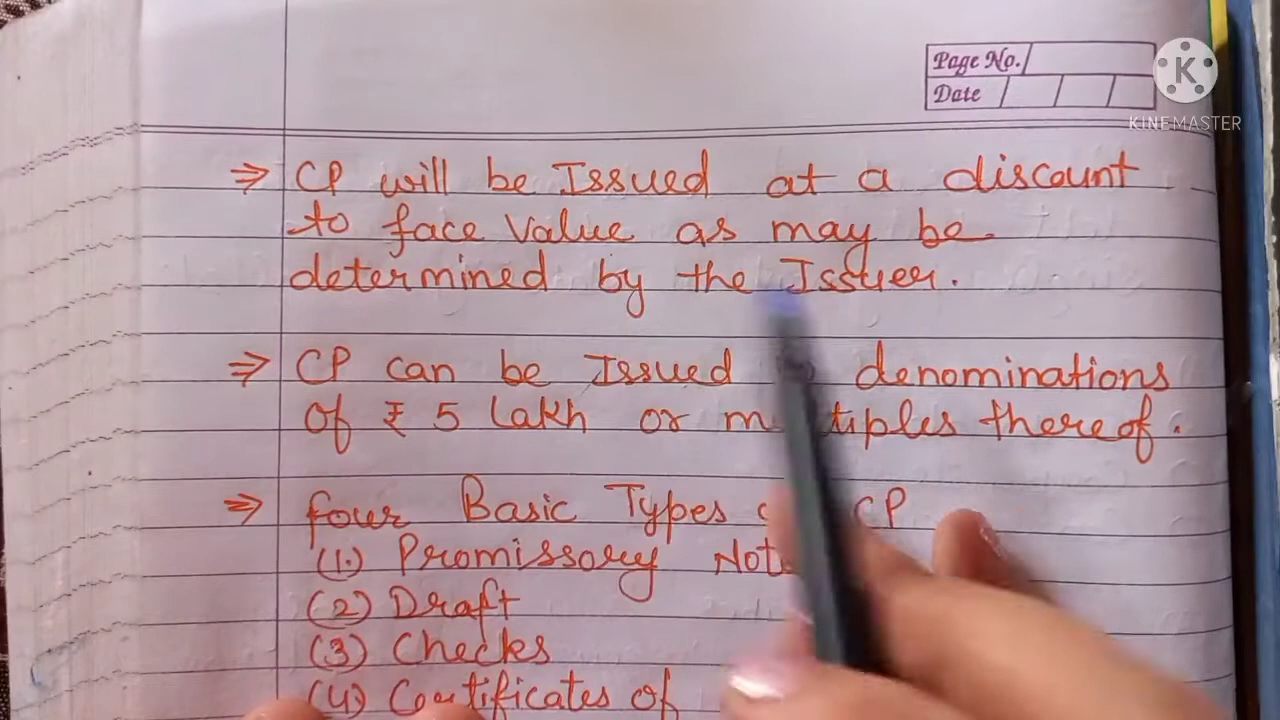 Page No.
Date
K
KINEMASTER
⇒ CP will be Issued at a discount
to face Value as may be
determined by the Issuer.
⇒ CP can be Issued denominations
of ₹ 5 lakh or multiples thereof.
⇒ four Basic Types CP
(1.) Promissory Note
(2) Draft
(3) Checks
(4) Certificates of